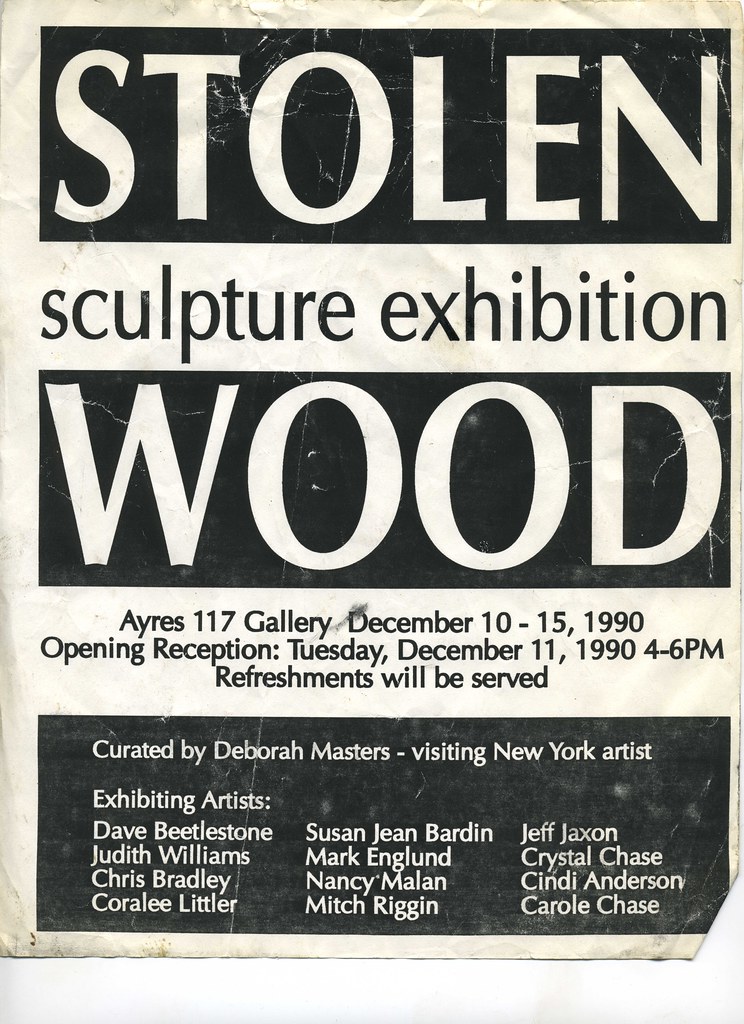 STOLEN
sculpture exhibition
WOOD
Ayres 117 Gallery December 10 - 15, 1990
Opening Reception: Tuesday, December 11, 1990 4-6PM
Refreshments will be served
Curated by Deborah Masters - visiting New York artist
Exhibiting Artists:
Dave Beetlestone Susan Jean Bardin Jeff Jaxon
Judith Williams Mark Englund Crystal Chase
Chris Bradley Nancy Malan Cindi Anderson
Coralee Littler Mitch Riggin Carole Chase